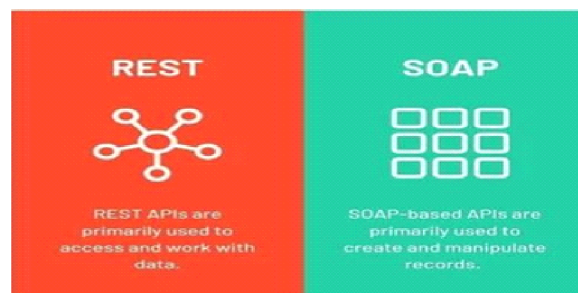 REST
REST APIs are
primarily used to
access and work with
data.
SOAP
SOAP-based APIs are
primarily used to
create and manipulate
records.